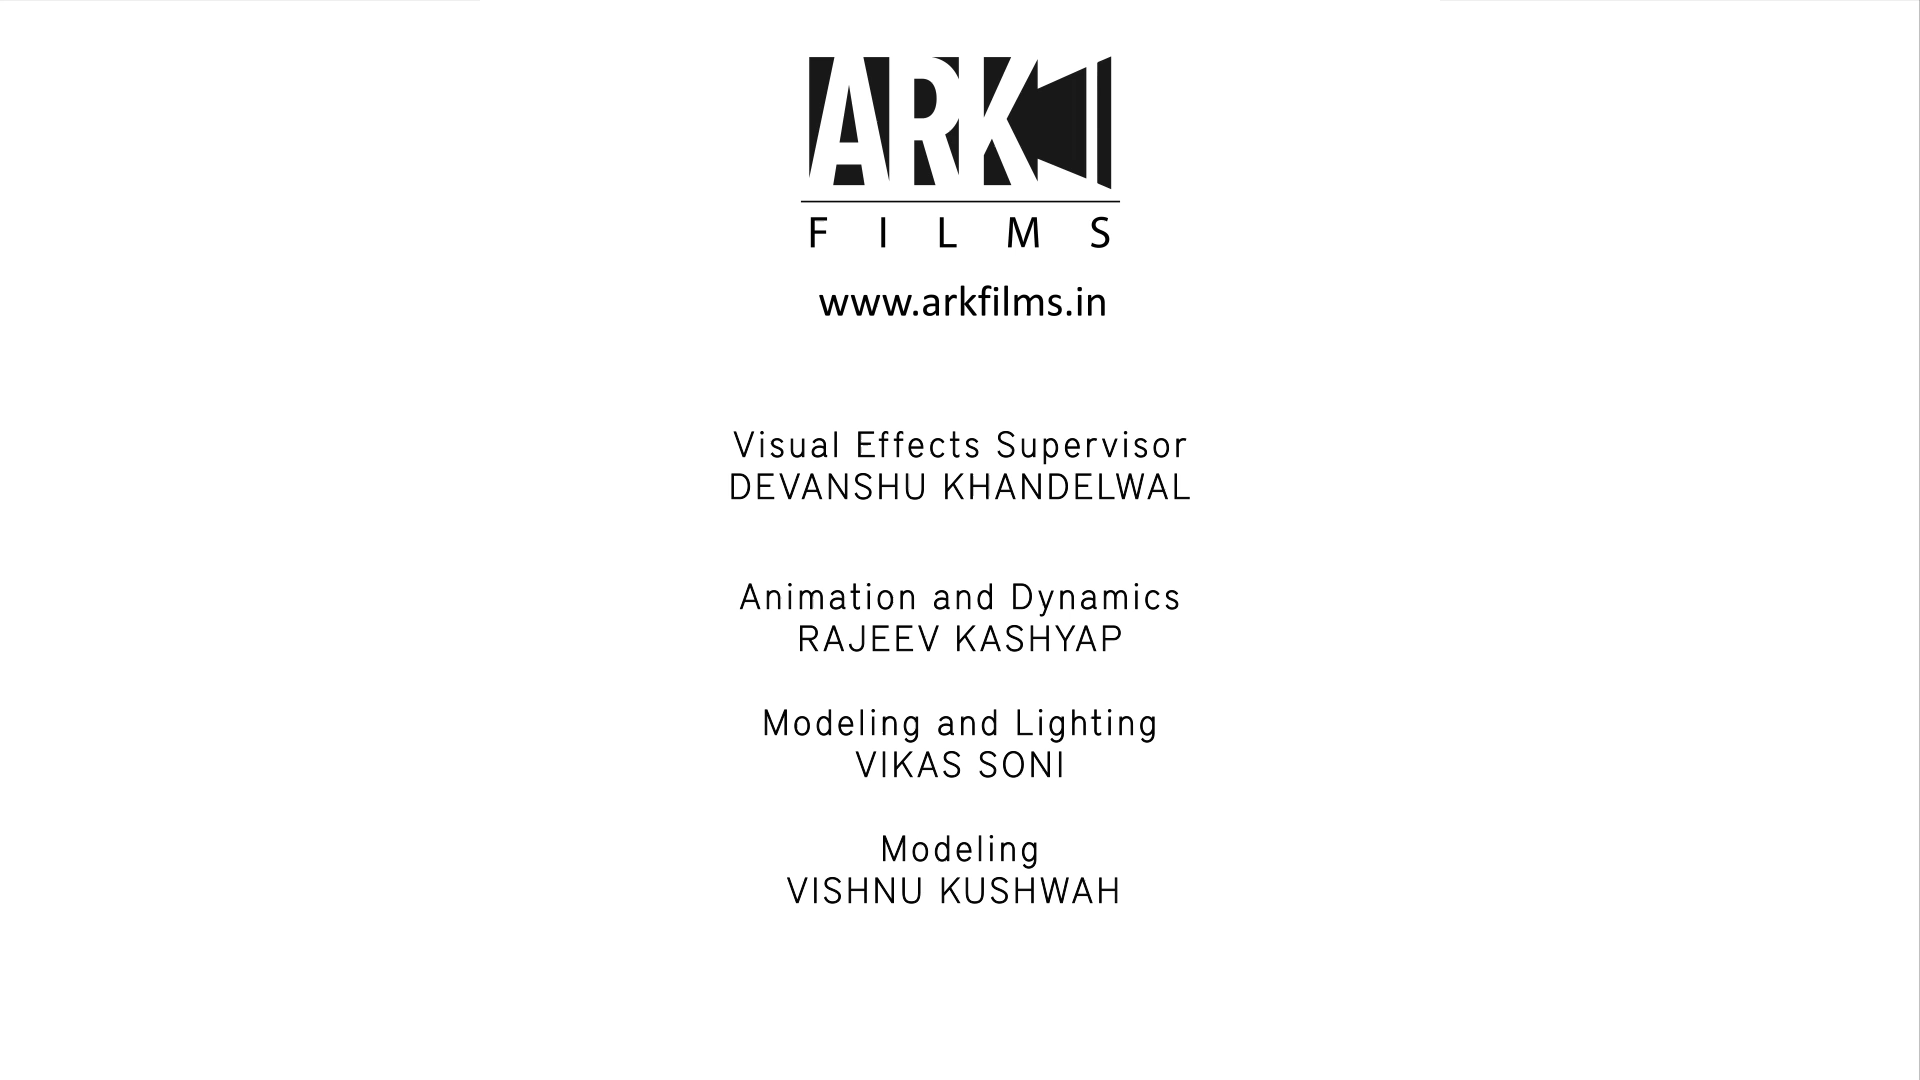 ARK
FILMS
www.arkfilms.in
Visual Effects Supervisor
DEVANSHU KHANDELWAL
Animation and Dynamics
RAJEEV KASHYAP
Modeling and Lighting
VIKAS SONI
Modeling
VISHNU KUSHWAH